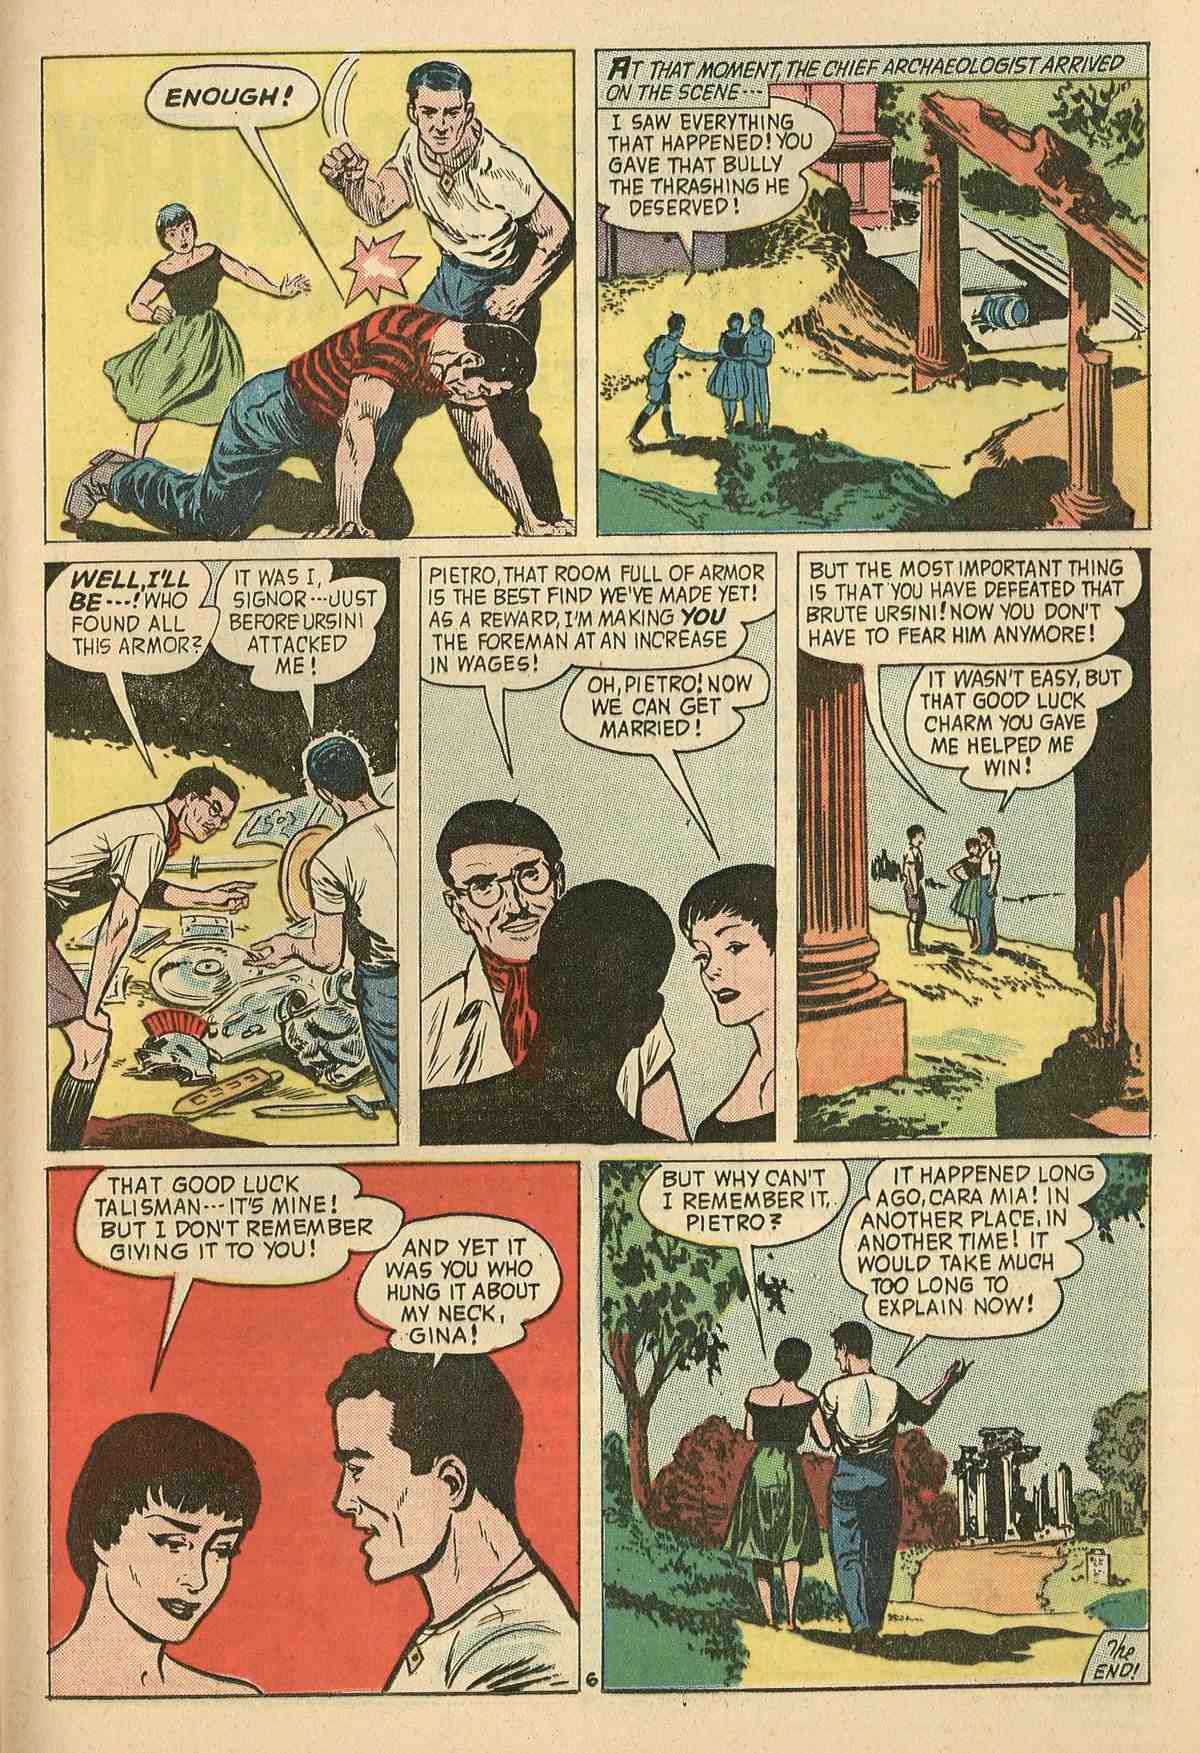 ENOUGH!
AT THAT MOMENT, THE CHIEF ARCHAEOLOGIST ARRIVED
ON THE SCENE---
I SAW EVERYTHING
THAT HAPPENED! YOU
GAVE THAT BULLY
THE THRASHING HE
DESERVED!
WELL, I'LL
BE---! WHO
FOUND ALL
THIS ARMOR?
IT WAS I,
SIGNOR---JUST
BEFORE URSINI
ATTACKED
ME!
PIETRO, THAT ROOM FULL OF ARMOR
IS THE BEST FIND WE'VE MADE YET!
AS A REWARD, I'M MAKING YOU
THE FOREMAN AT AN INCREASE
IN WAGES!
OH, PIETRO! NOW
WE CAN GET
MARRIED!
BUT THE MOST IMPORTANT THING
IS THAT YOU HAVE DEFEATED THAT
BRUTE URSINI! NOW YOU DON'T
HAVE TO FEAR HIM ANYMORE!
IT WASN'T EASY, BUT
THAT GOOD LUCK
CHARM YOU GAVE
ME HELPED ME
WIN!
THAT GOOD LUCK
TALISMAN---IT'S MINE!
BUT I DON'T REMEMBER
GIVING IT TO YOU!
AND YET IT
WAS YOU WHO
HUNG IT ABOUT
MY NECK,
GINA!
BUT WHY CAN'T
I REMEMBER IT,
PIETRO?
IT HAPPENED LONG
AGO, CARA MIA! IN
ANOTHER PLACE, IN
ANOTHER TIME! IT
WOULD TAKE MUCH
TOO LONG TO
EXPLAIN NOW!
The
END!
6